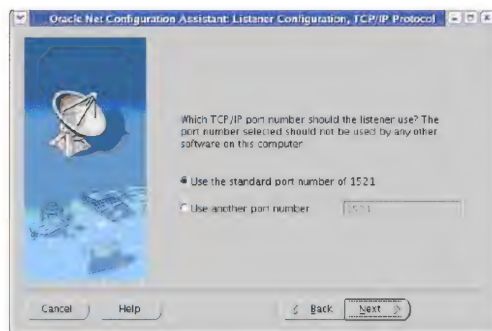 Oracle Net Configuration Assistant: Listener Configuration, TCP/IP Protocol
Which TCP/IP port number should the listener use? The
port number selected should not be used by any other
software on this computer.
Use the standard port number of 1521
Use another port number
1521
Cancel
Help
Back
Next